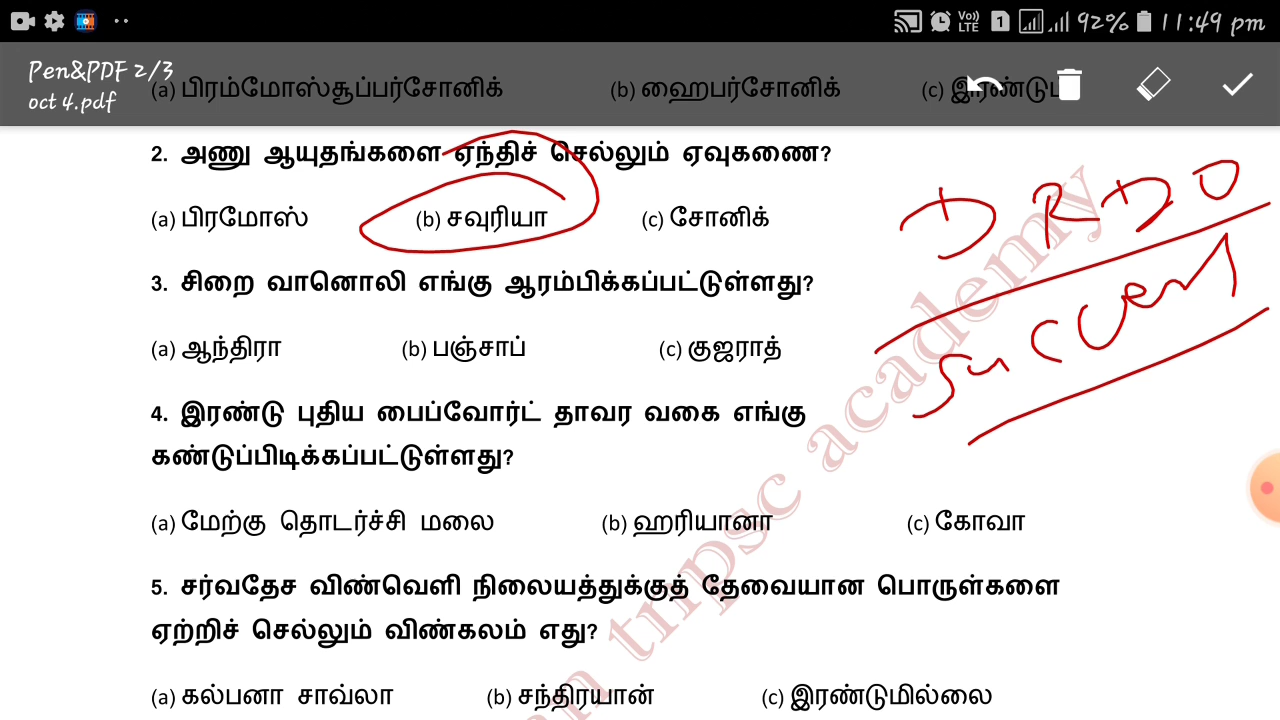 92% 11:49 pm
Pen&PDF 2/3
oct 4.pdf
(a) பிரம்மோஸ்சூப்பர்சோனிக் (b) ஹைபர்சோனிக் (c)
2. அணு ஆயுதங்களை ஏந்திச் செல்லும் ஏவுகணை?
(a) பிரமோஸ் (b) சவுரியா (c) சோனிக்
DRDO
3. சிறை வானொலி எங்கு ஆரம்பிக்கப்பட்டுள்ளது?
(a) ஆந்திரா (b) பஞ்சாப் (c) குஜராத்
4. இரண்டு புதிய பைப்வோர்ட் தாவர வகை எங்கு
கண்டுப்பிடிக்கப்பட்டுள்ளது?
(a) மேற்கு தொடர்ச்சி மலை (b) ஹரியானா (c) கோவா
5. சர்வதேச விண்வெளி நிலையத்துக்குத் தேவையான பொருள்களை
ஏற்றிச் செல்லும் விண்கலம் எது?
(a) கல்பனா சாவ்லா (b) சந்திரயான் (c) இரண்டுமில்லை
tnpsc academy